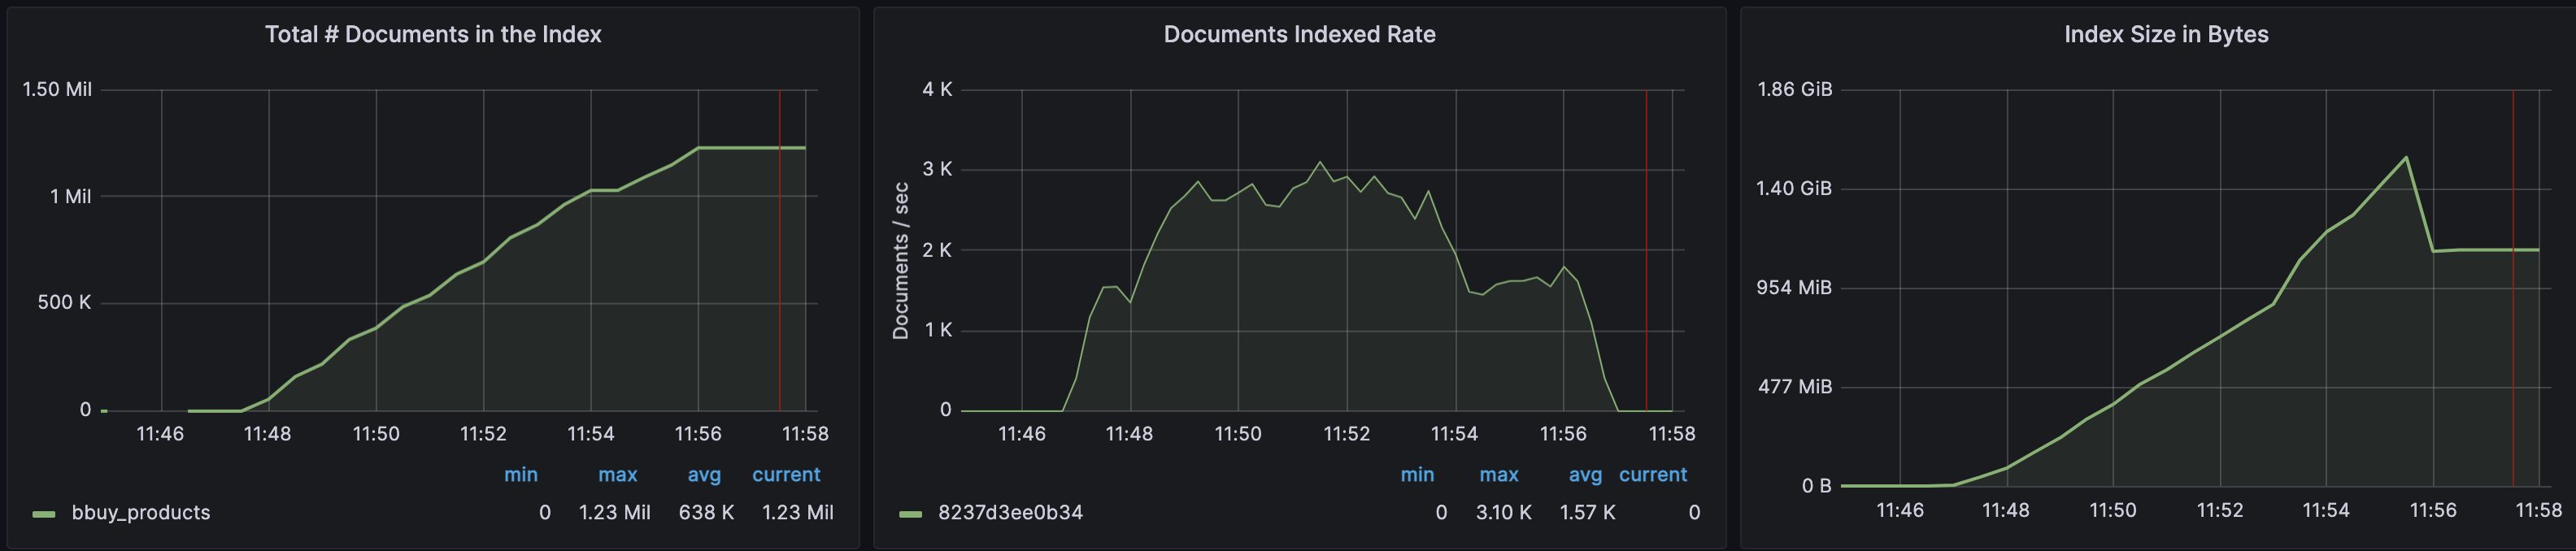 Total # Documents in the Index
1.50 Mil
1 Mil
500 K
0
11:46 11:48 11:50 11:52 11:54 11:56 11:58
min max avg current
bbuy_products 0 1.23 Mil 638 K 1.23 Mil
Documents Indexed Rate
Documents / sec
4 K
3 K
2 K
1 K
0
11:46 11:48 11:50 11:52 11:54 11:56 11:58
min max avg current
8237d3ee0b34 0 3.10 K 1.57 K 0
Index Size in Bytes
1.86 GiB
1.40 GiB
954 MiB
477 MiB
0 B
11:46 11:48 11:50 11:52 11:54 11:56 11:58